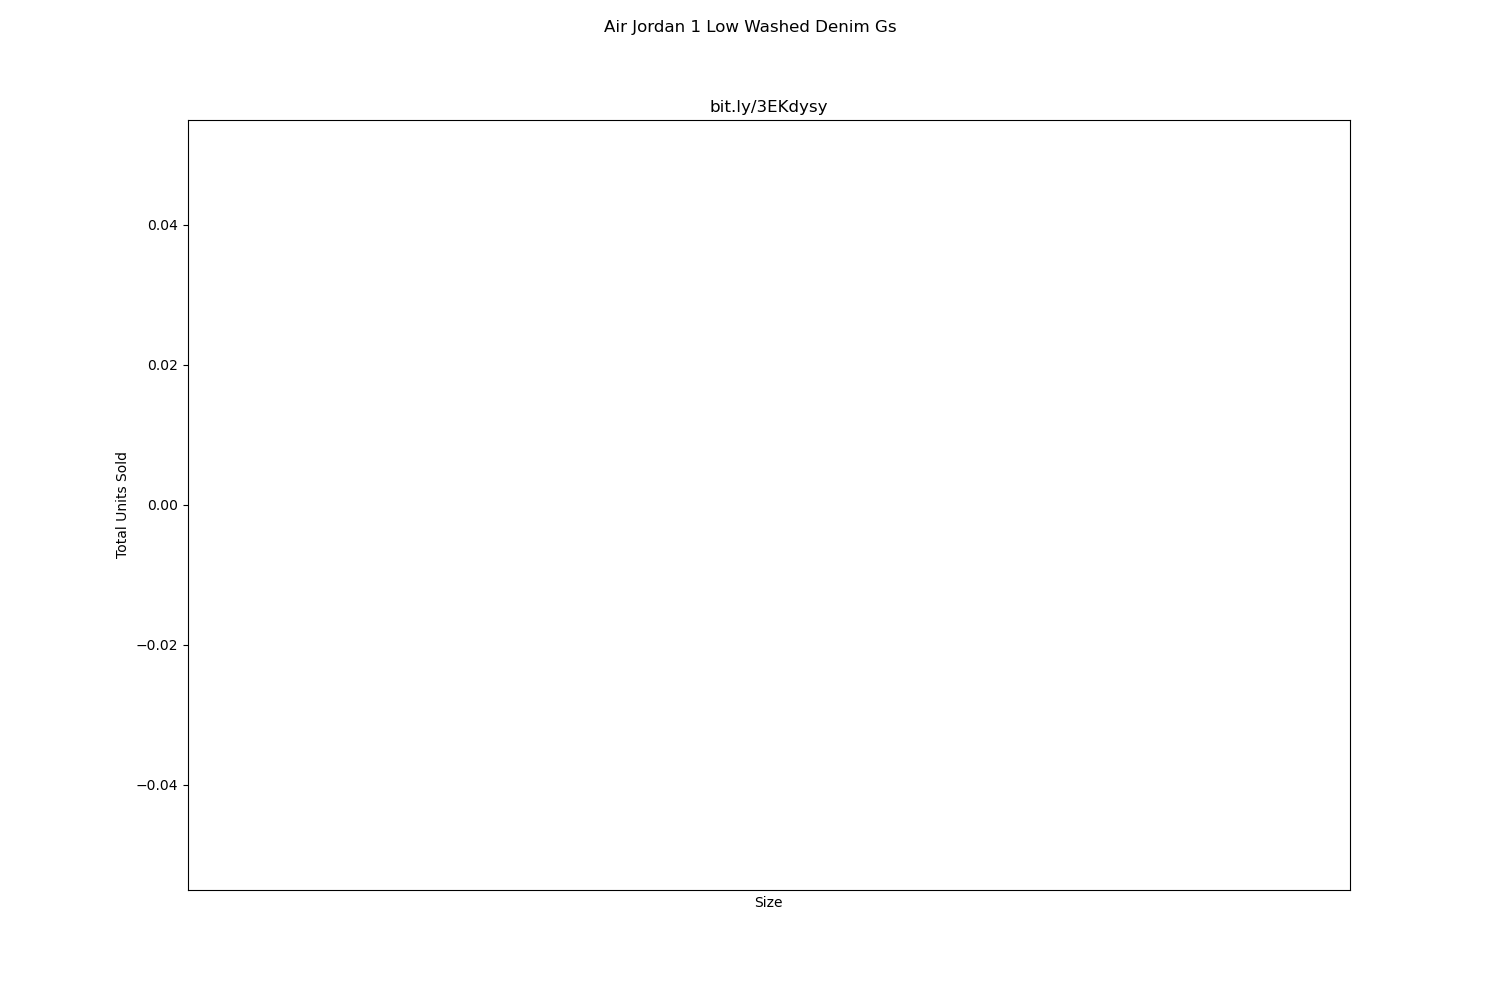 Air Jordan 1 Low Washed Denim Gs
bit.ly/3EKdysy
0.04
0.02
0.00
−0.02
−0.04
Total Units Sold
Size